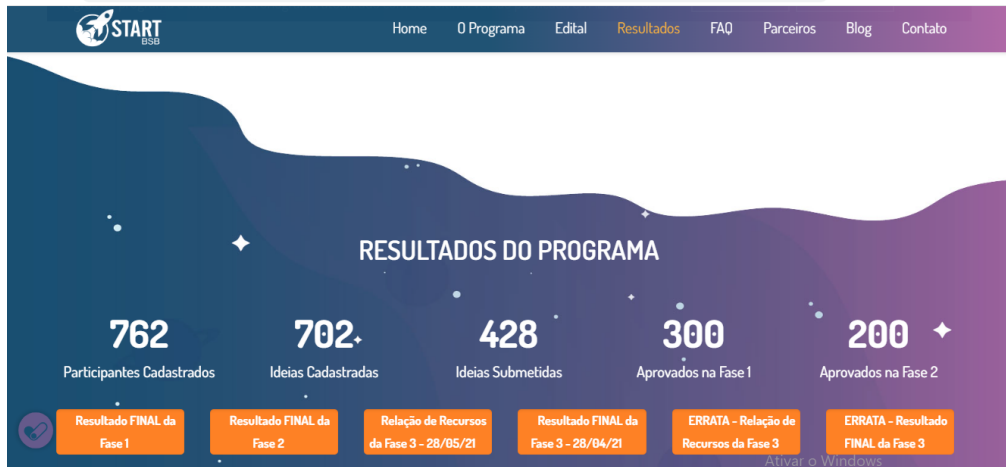 START
BSB
Home O Programa Edital Resultados FAQ Parceiros Blog Contato
RESULTADOS DO PROGRAMA
762 702 428 300 200
Participantes Cadastrados Ideias Cadastradas Ideias Submetidas Aprovados na Fase 1 Aprovados na Fase 2
Resultado FINAL da Resultado FINAL da Relação de Recursos Resultado FINAL da ERRATA - Relação de ERRATA - Resultado
Fase 1 Fase 2 da Fase 3 - 28/05/21 Fase 3 - 28/04/21 Recursos da Fase 3 FINAL da Fase 3
Ativar o Windows